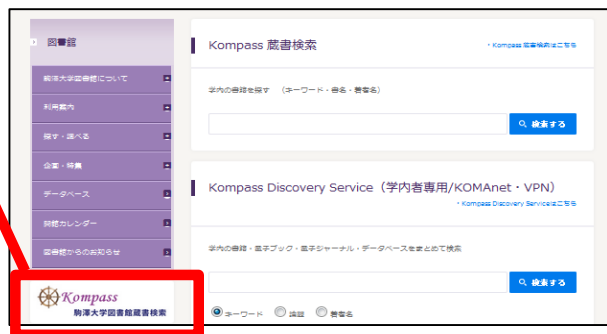 図書館
駒澤大学図書館について
利用案内
探す・調べる
企画・特集
データベース
開館カレンダー
図書館からのお知らせ
Kompass
駒澤大学図書館蔵書検索
Kompass 蔵書検索
Kompass 蔵書検索はこちら
学内の書籍を探す （キーワード・書名・著者名）
検索する
Kompass Discovery Service（学内者専用/KOMAnet・VPN）
Kompass Discovery Serviceはこちら
学内の書籍・電子ブック・電子ジャーナル・データベースをまとめて検索
検索する
キーワード 論題 著者名